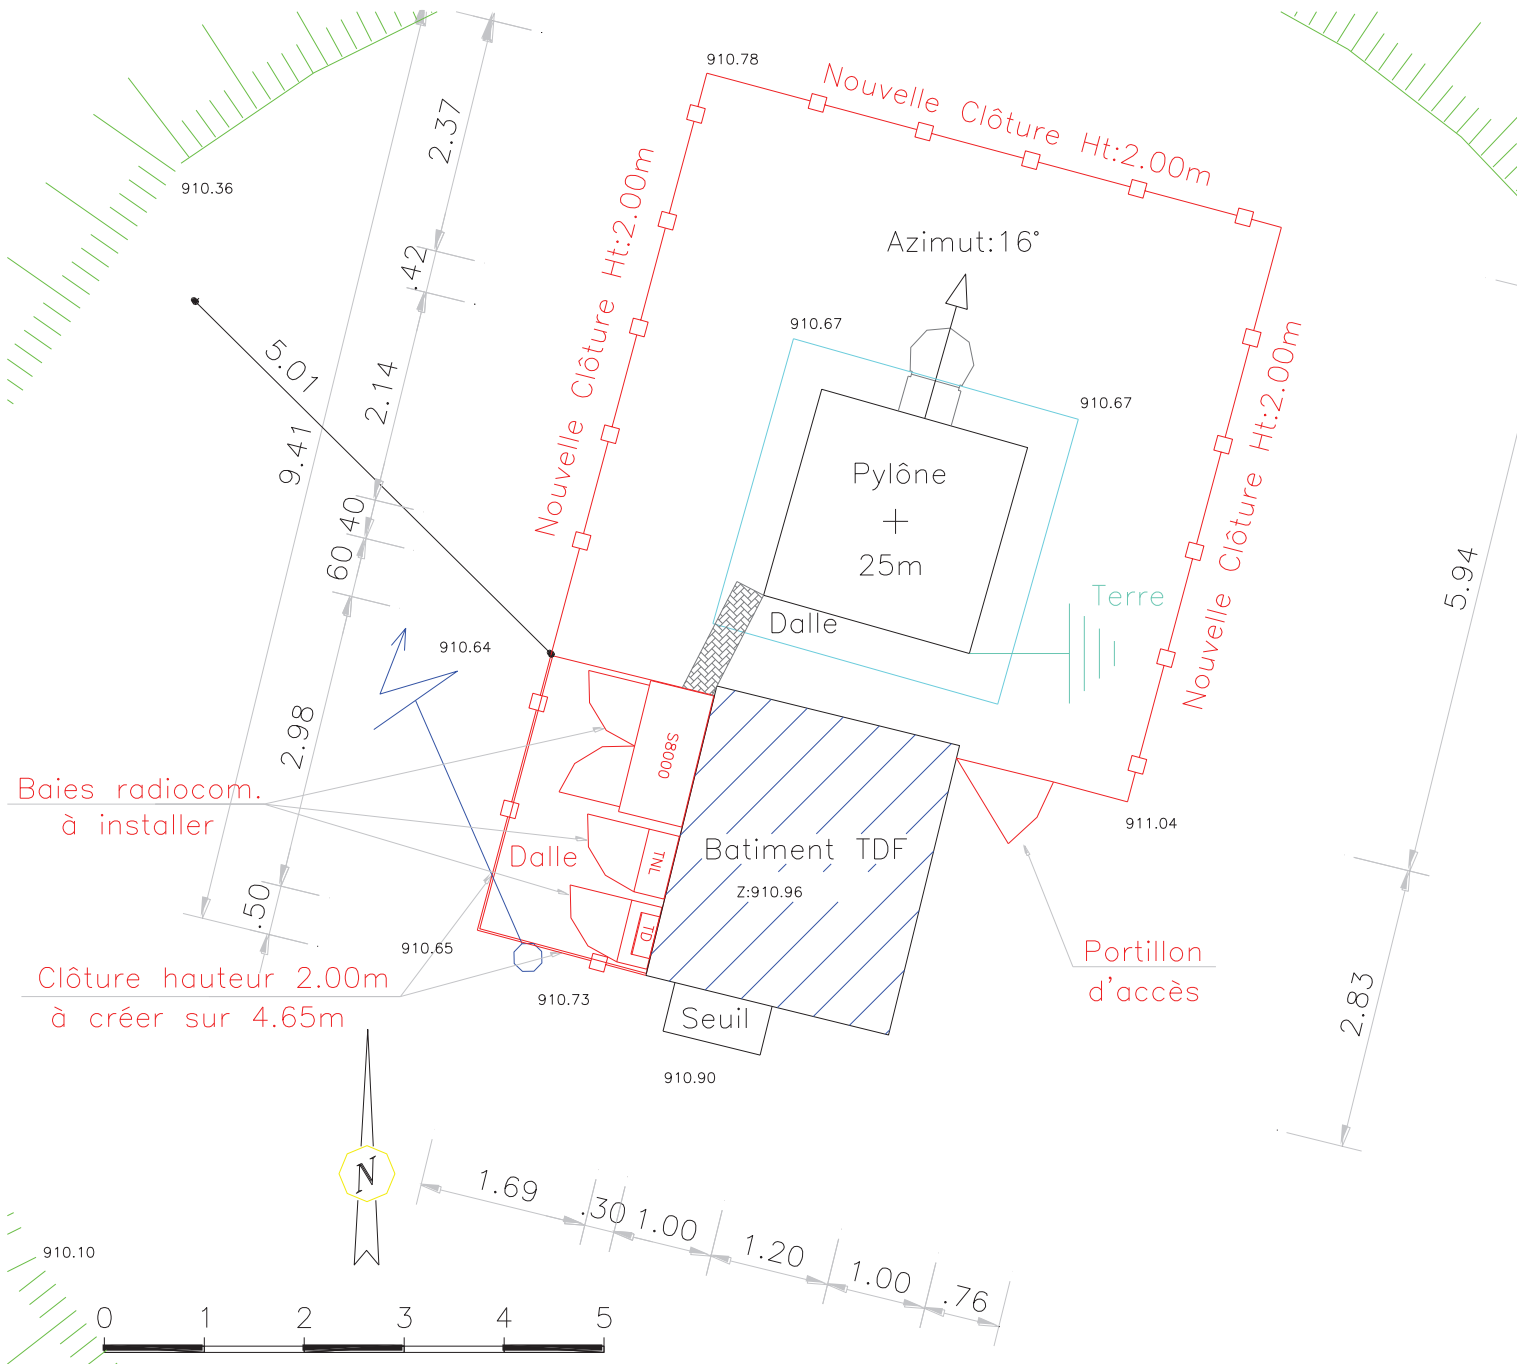 910.78
Nouvelle Clôture Ht:2.00m
2.37
910.36
Nouvelle Clôture Ht:2.00m
Azimut:16°
.42
910.67
5.01
2.14
910.67
Nouvelle Clôture Ht:2.00m
9.41
Pylône
25m
40
60
5.94
Terre
Dalle
910.64
2.98
S8000
Baies radiocom.
à installer
911.04
Dalle
TNL
Batiment TDF
Z:910.96
.50
TD
910.65
Portillon
d'accès
Clôture hauteur 2.00m
à créer sur 4.65m
910.73
Seuil
2.83
910.90
N
1.69
.30
1.00
1.20
1.00
.76
910.10
0 1 2 3 4 5